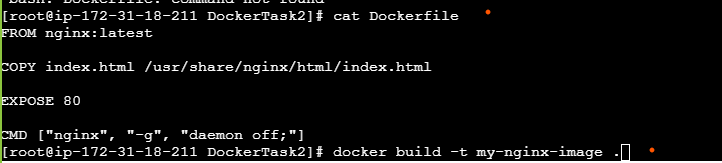 bash: Dockerfile: command not found
[root@ip-172-31-18-211 DockerTask2]# cat Dockerfile
FROM nginx:latest
COPY index.html /usr/share/nginx/html/index.html
EXPOSE 80
CMD ["nginx", "-g", "daemon off;"]
[root@ip-172-31-18-211 DockerTask2]# docker build -t my-nginx-image .